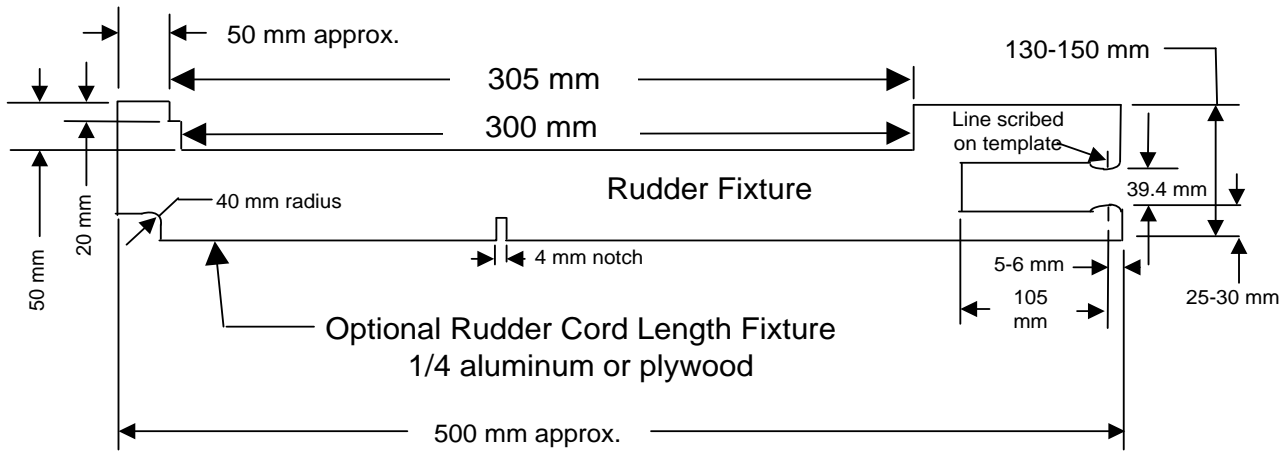 50 mm approx.
130-150 mm
305 mm
300 mm
Line scribed
on template
Rudder Fixture
39.4 mm
40 mm radius
20 mm
50 mm
4 mm notch
5-6 mm
25-30 mm
105
mm
Optional Rudder Cord Length Fixture
1/4 aluminum or plywood
500 mm approx.